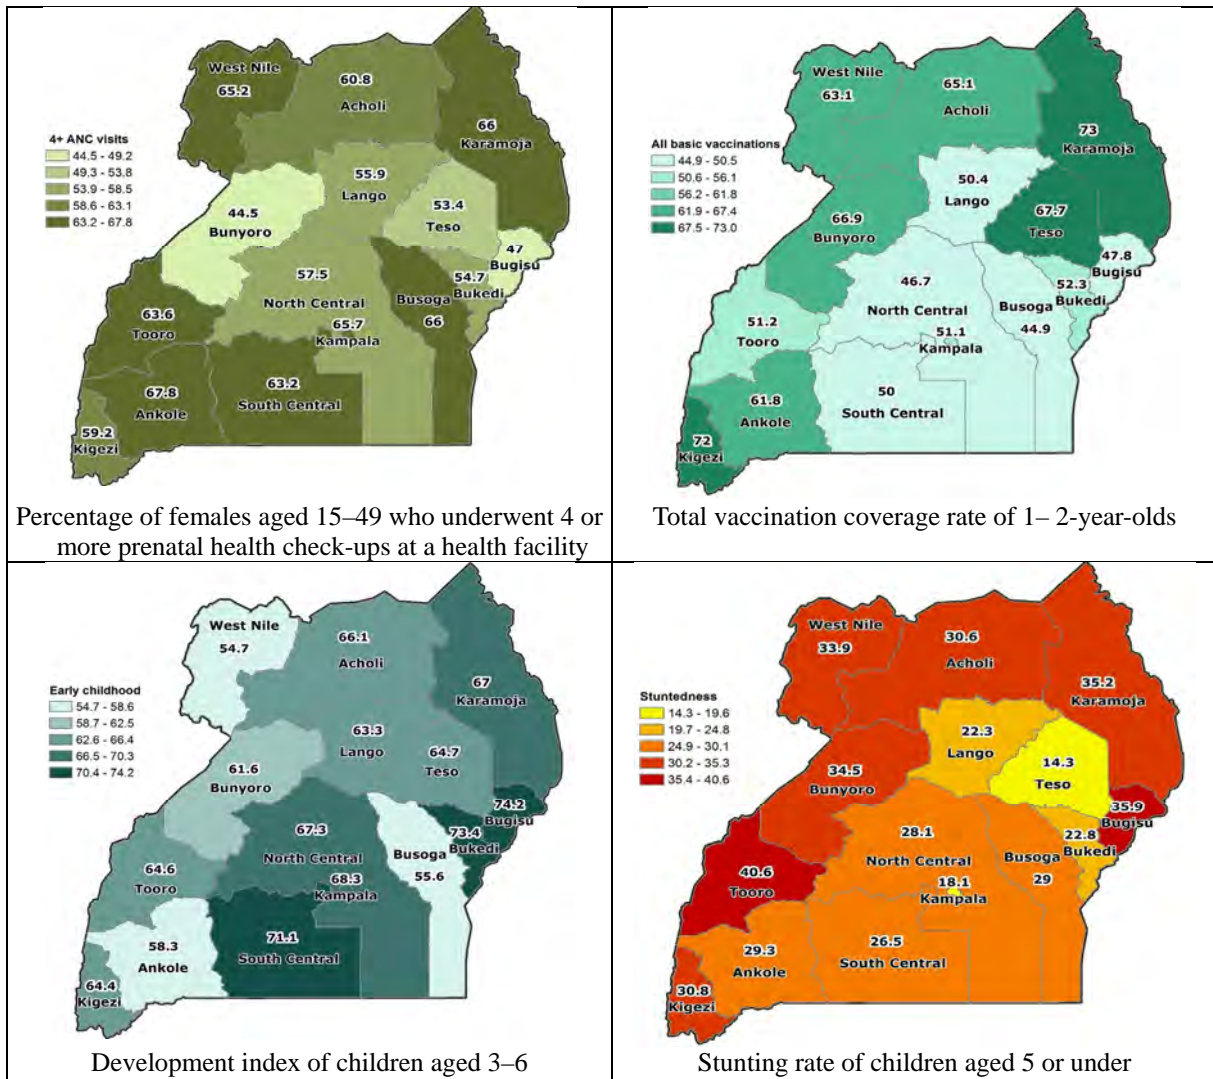 West Nile
65.2
60.8
Acholi
66
Karamoja
4+ ANC visits
44.5 - 49.2
49.3 - 53.8
53.9 - 58.5
58.6 - 63.1
63.2 - 67.8
55.9
Lango
53.4
Teso
44.5
Bunyoro
47
Bugisu
54.7
Bukedi
57.5
North Central
Busoga
66
65.7
Kampala
63.6
Tooro
63.2
South Central
67.8
Ankole
59.2
Kigezi
Percentage of females aged 15–49 who underwent 4 or
more prenatal health check-ups at a health facility
West Nile
63.1
65.1
Acholi
73
Karamoja
All basic vaccinations
44.9 - 50.5
50.6 - 56.1
56.2 - 61.8
61.9 - 67.4
67.5 - 73.0
50.4
Lango
67.7
Teso
66.9
Bunyoro
47.8
Bugisu
52.3
Bukedi
46.7
North Central
Busoga
44.9
51.1
Kampala
51.2
Tooro
50
South Central
61.8
Ankole
72
Kigezi
Total vaccination coverage rate of 1– 2-year-olds
West Nile
54.7
66.1
Acholi
67
Karamoja
Early childhood
54.7 - 58.6
58.7 - 62.5
62.6 - 66.4
66.5 - 70.3
70.4 - 74.2
63.3
Lango
64.7
Teso
61.6
Bunyoro
74.2
Bugisu
73.4
Bukedi
67.3
North Central
Busoga
55.6
68.3
Kampala
64.6
Tooro
71.1
South Central
58.3
Ankole
64.4
Kigezi
Development index of children aged 3–6
West Nile
33.9
30.6
Acholi
35.2
Karamoja
Stuntedness
14.3 - 19.6
19.7 - 24.8
24.9 - 30.1
30.2 - 35.3
35.4 - 40.6
22.3
Lango
14.3
Teso
34.5
Bunyoro
35.9
Bugisu
22.8
Bukedi
28.1
North Central
Busoga
29
18.1
Kampala
40.6
Tooro
26.5
South Central
29.3
Ankole
30.8
Kigezi
Stunting rate of children aged 5 or under